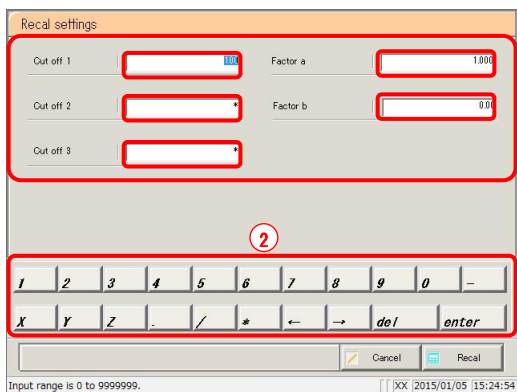 Recal settings
Cut off 1 100 Factor a 1.000
Cut off 2 * Factor b 0.00
Cut off 3 *
2
1 2 3 4 5 6 7 8 9 0 -
X Y Z . / * ← → del enter
Cancel Recal
Input range is 0 to 9999999. XX 2015/01/05 15:24:54